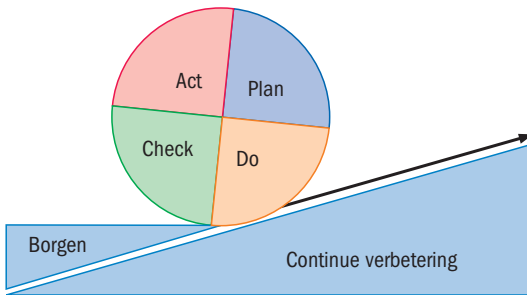 Act
Plan
Check
Do
Borgen
Continue verbetering